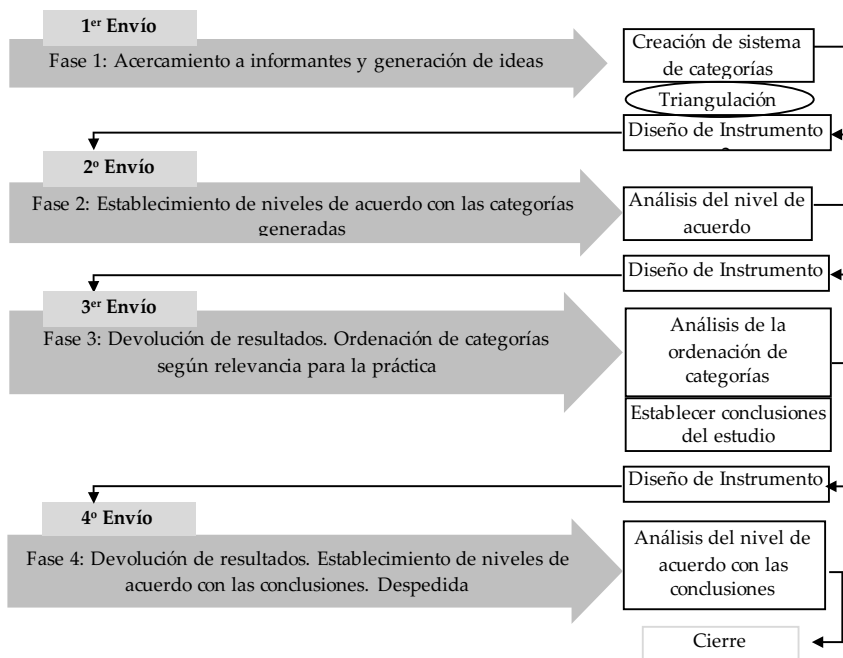 1er Envío
Fase 1: Acercamiento a informantes y generación de ideas
Creación de sistema
de categorías
Triangulación
Diseño de Instrumento
2º Envío
Fase 2: Establecimiento de niveles de acuerdo con las categorías
generadas
Análisis del nivel de
acuerdo
Diseño de Instrumento
3er Envío
Fase 3: Devolución de resultados. Ordenación de categorías
según relevancia para la práctica
Análisis de la
ordenación de
categorías
Establecer conclusiones
del estudio
Diseño de Instrumento
4º Envío
Fase 4: Devolución de resultados. Establecimiento de niveles de
acuerdo con las conclusiones. Despedida
Análisis del nivel de
acuerdo con las
conclusiones
Cierre